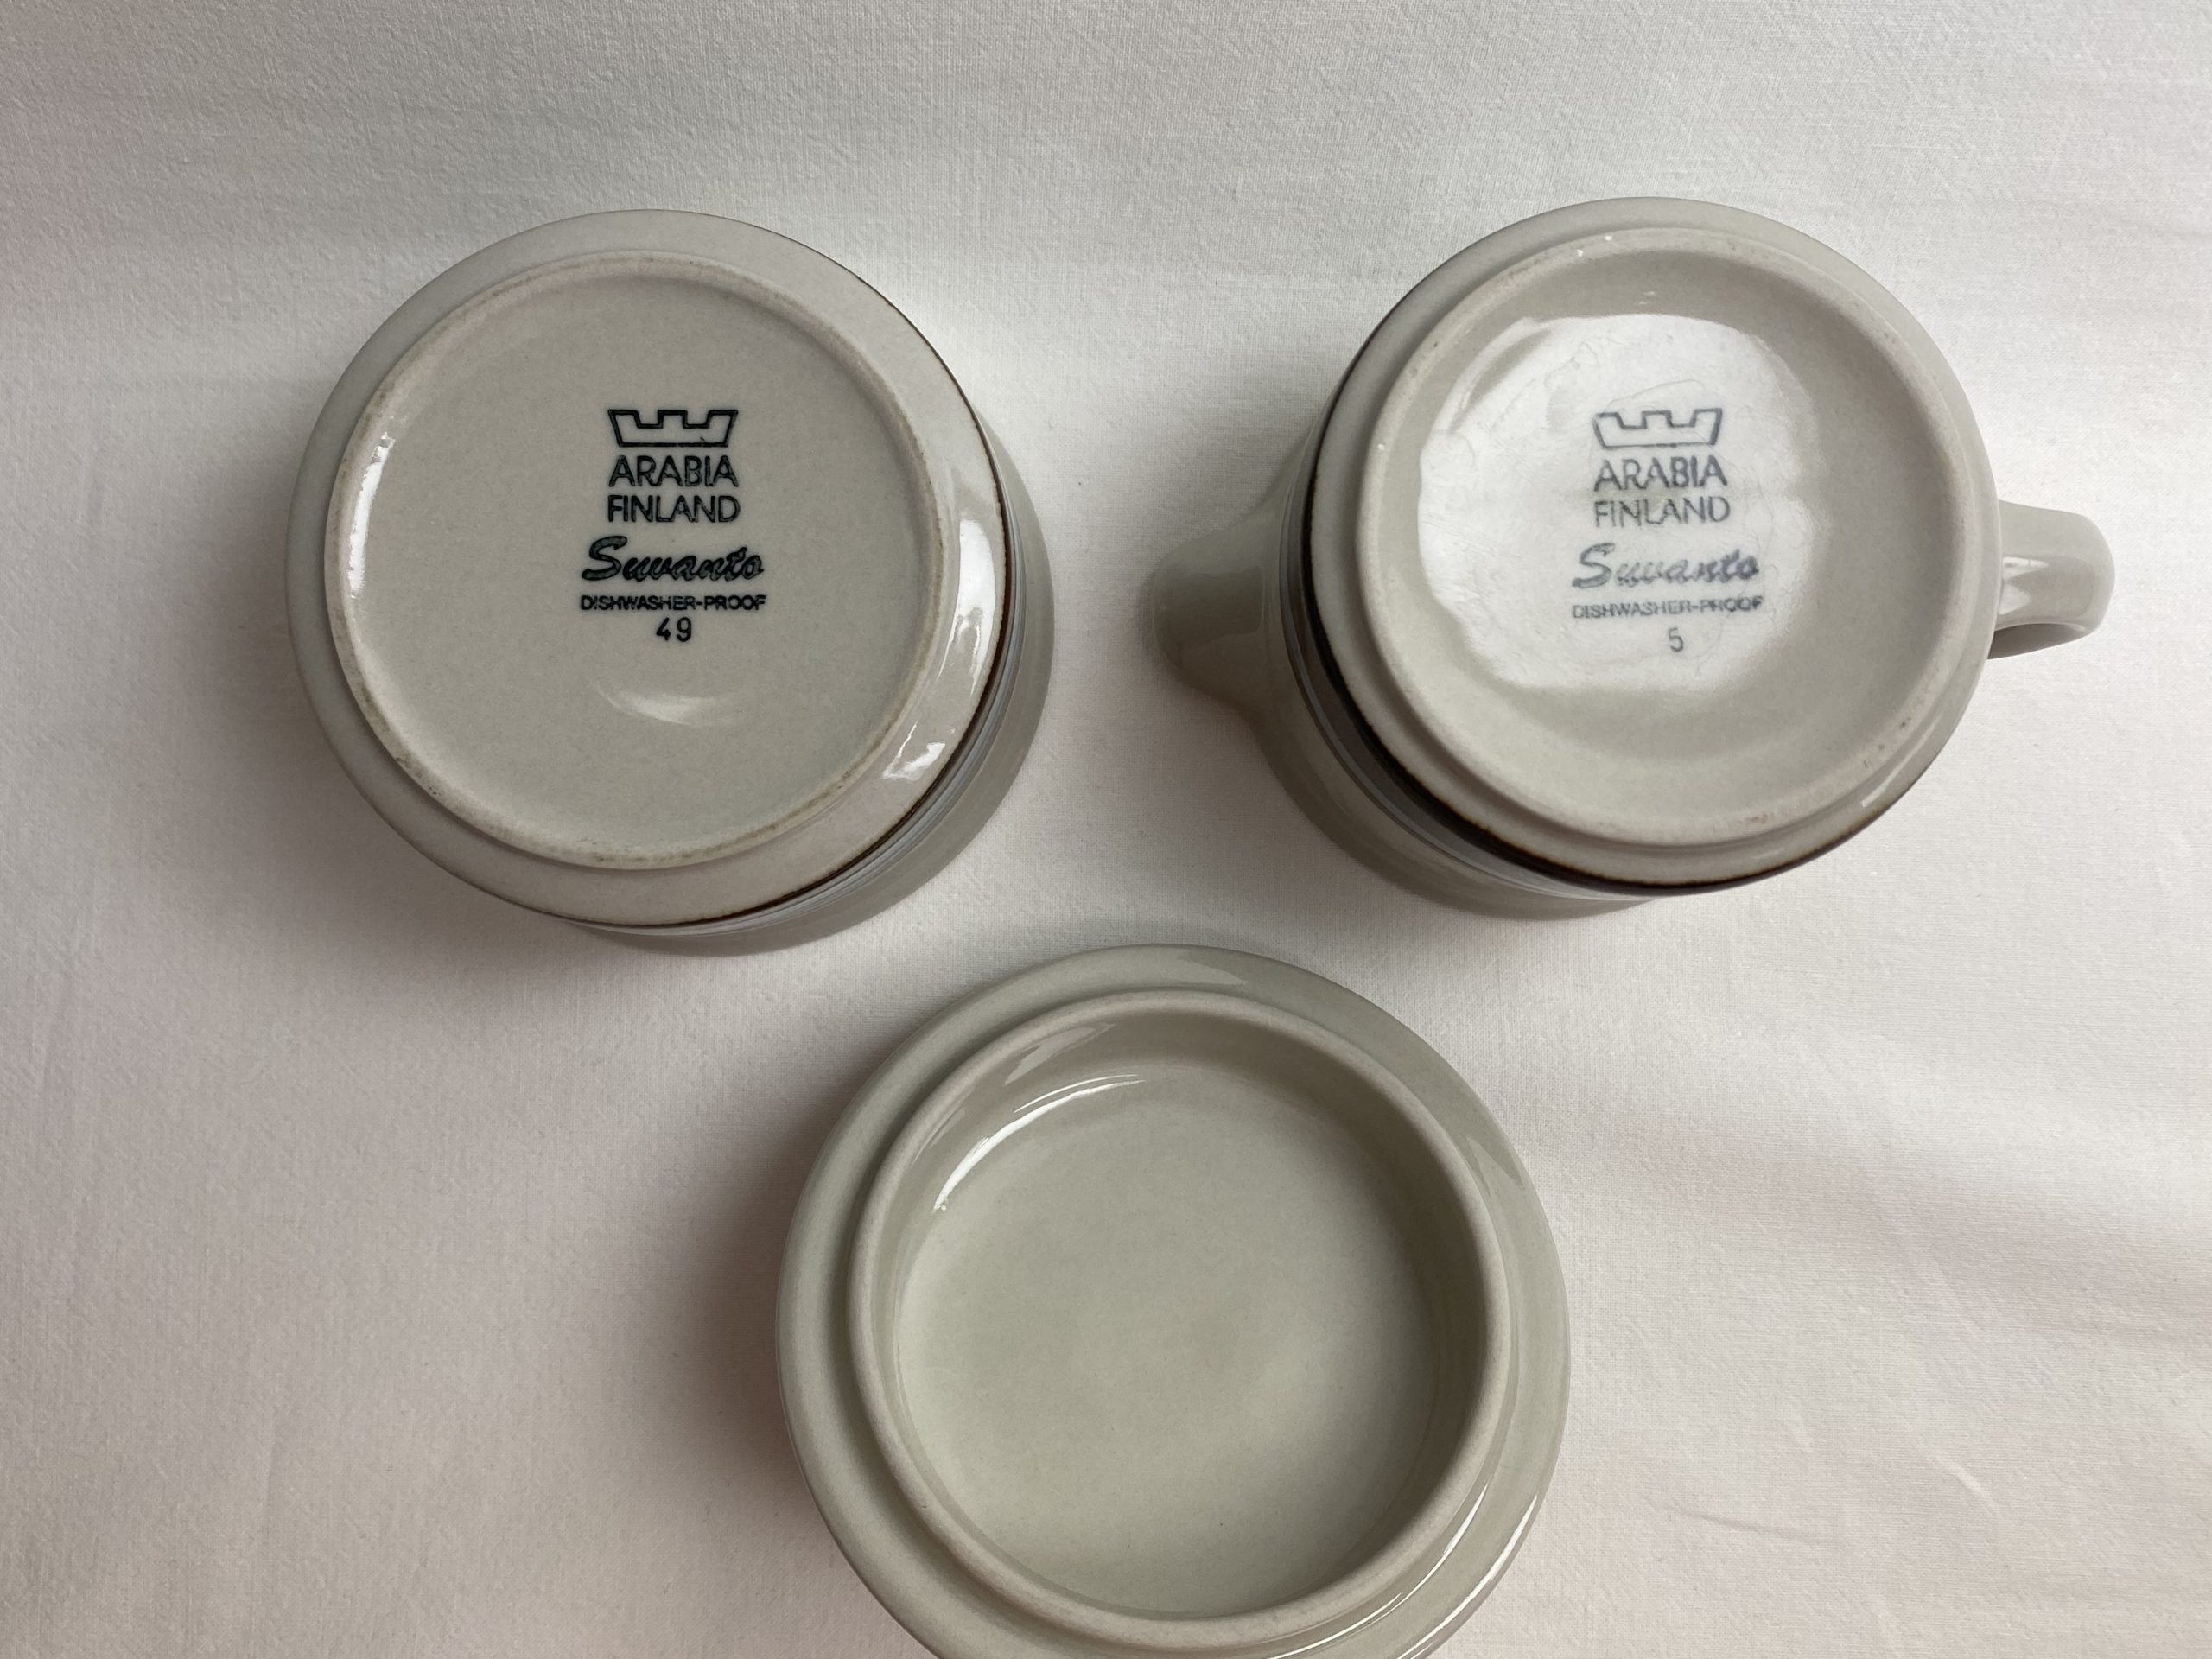 ARABIA
FINLAND
Suvanto
DISHWASHER-PROOF
49
ARABIA
FINLAND
Suvanto
DISHWASHER-PROOF
5